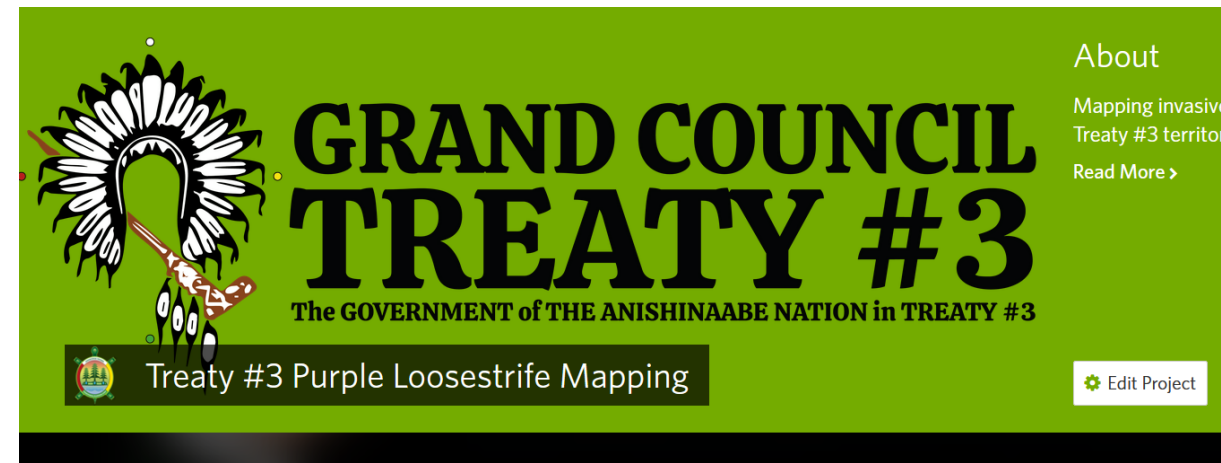 GRAND COUNCIL
TREATY #3
The GOVERNMENT of THE ANISHINAABE NATION in TREATY #3
Treaty #3 Purple Loosestrife Mapping
About
Mapping invasive
Treaty #3 territor
Read More >
Edit Project